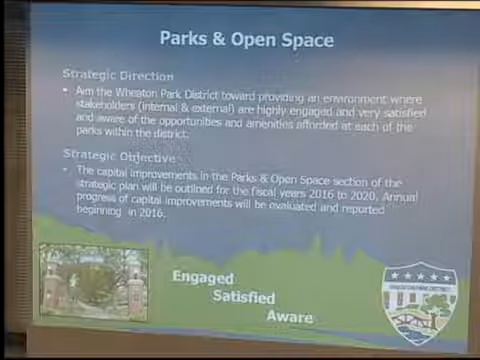 Parks & Open Space
Strategic Direction
• Aim the Wheaton Park District toward providing an environment where
stakeholders (internal & external) are highly engaged and very satisfied
and aware of the opportunities and amenities afforded at each of the
parks within the district.
Strategic Objective
• The capital improvements in the Parks & Open Space section of the
strategic plan will be outlined for the fiscal years 2016 to 2020. Annual
progress of capital improvements will be evaluated and reported
beginning in 2016.
Engaged
Satisfied
Aware
WHEATON PARK DISTRICT